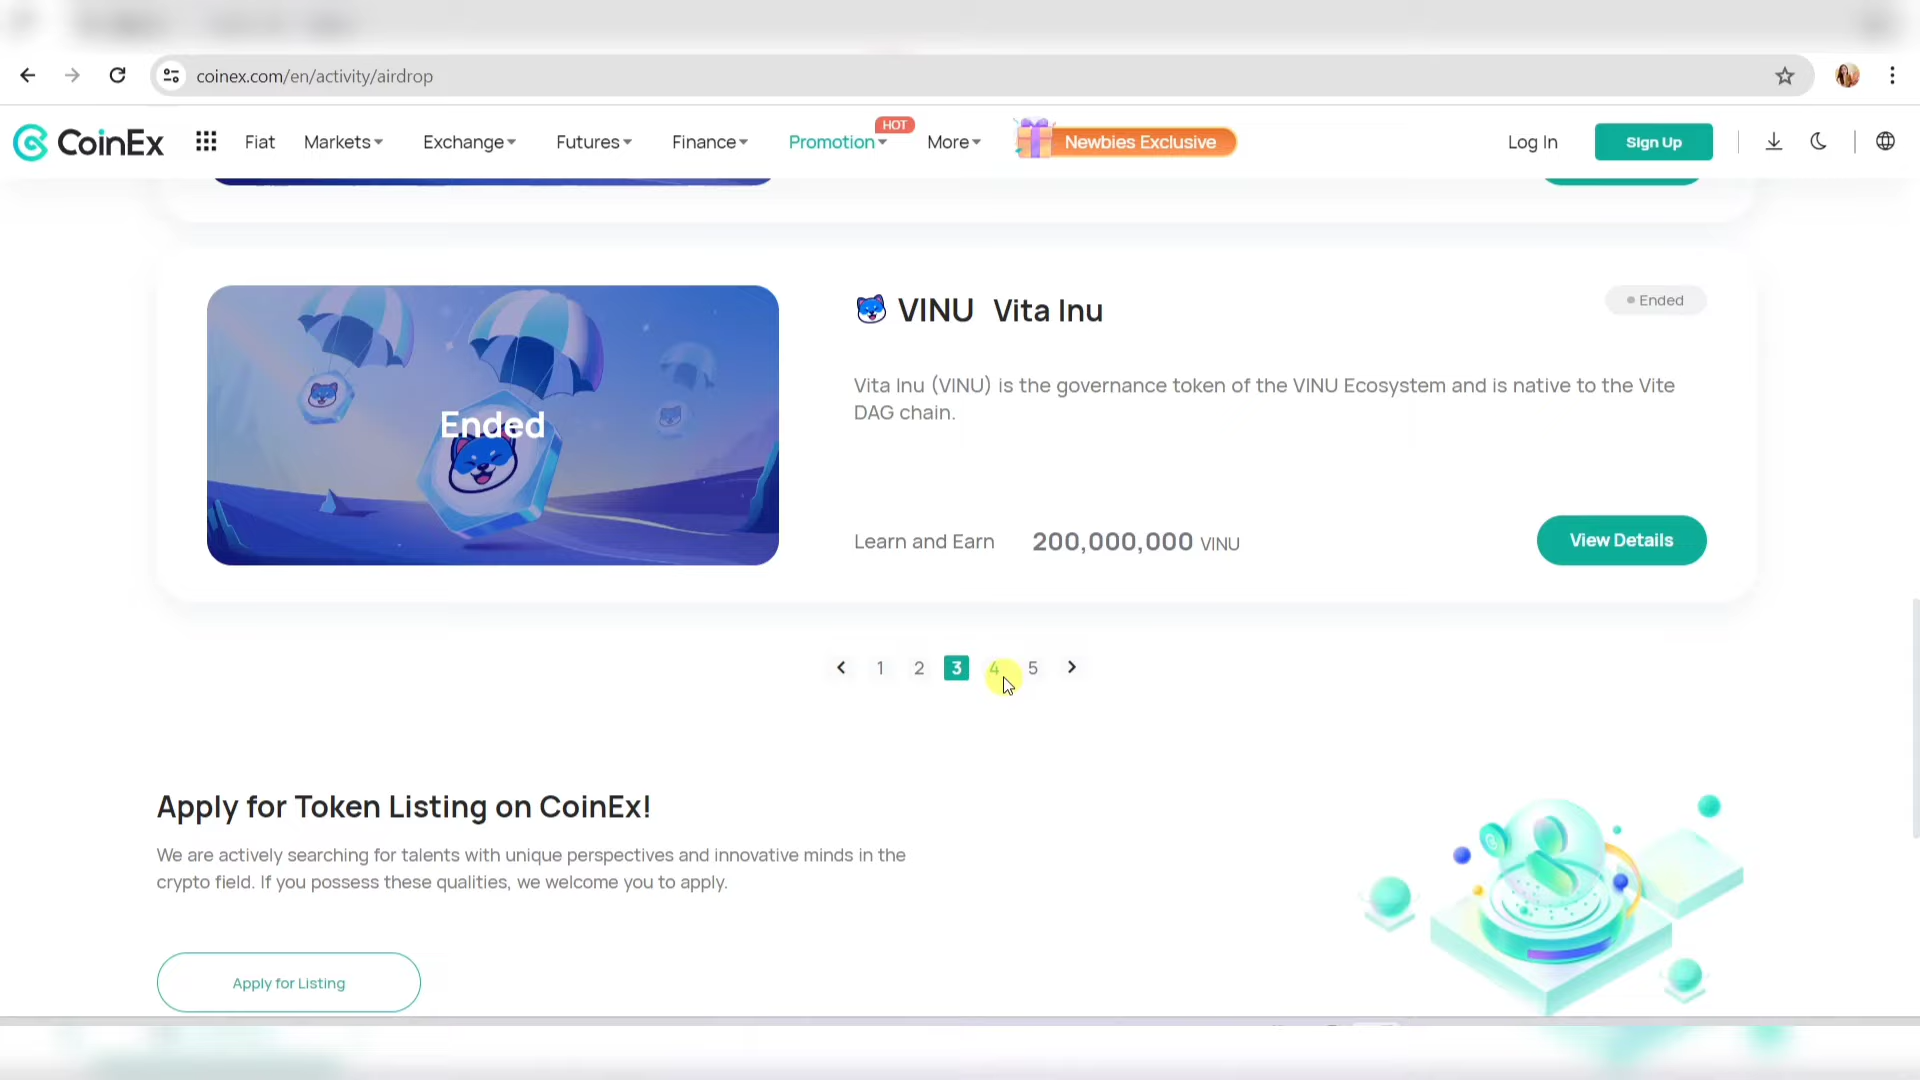 coinex.com/en/activity/airdrop
CoinEx Fiat Markets Exchange Futures Finance Promotion HOT More Newbies Exclusive Log In Sign Up
Ended
VINU Vita Inu
Ended
Vita Inu (VINU) is the governance token of the VINU Ecosystem and is native to the Vite
DAG chain.
Learn and Earn 200,000,000 VINU
View Details
1 2 3 4 5
Apply for Token Listing on CoinEx!
We are actively searching for talents with unique perspectives and innovative minds in the
crypto field. If you possess these qualities, we welcome you to apply.
Apply for Listing